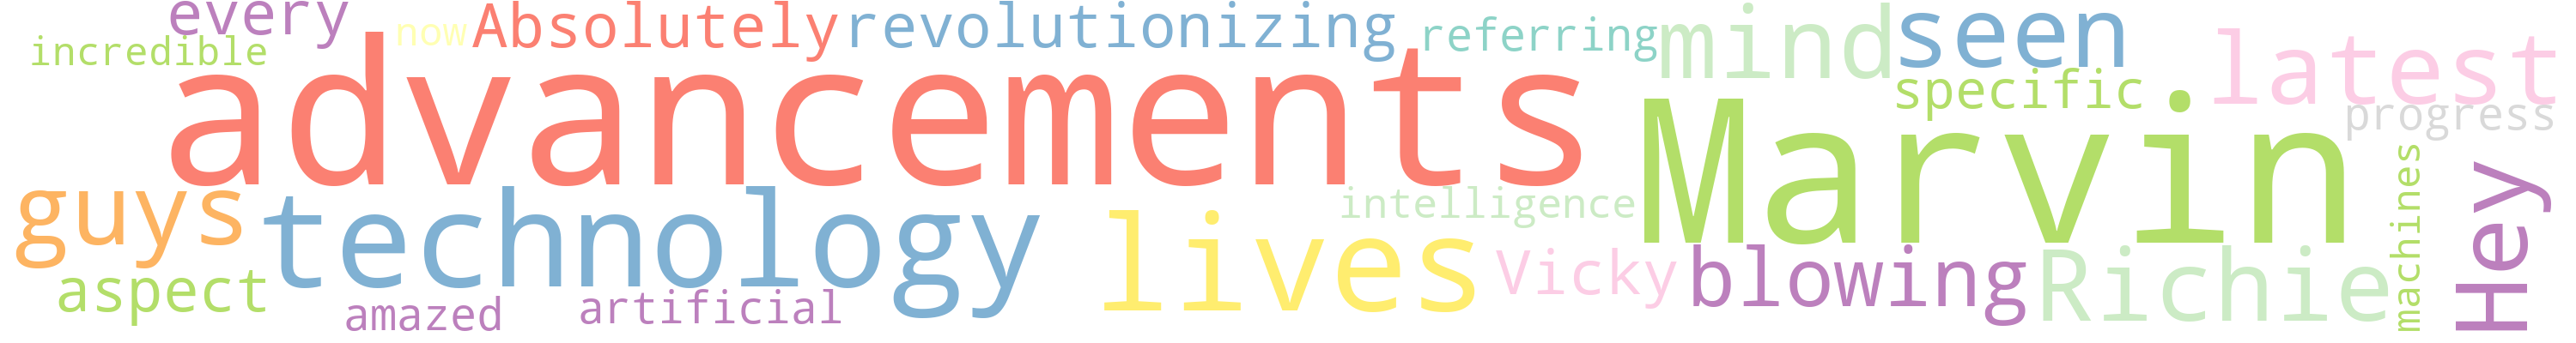 every
now
Absolutely
revolutionizing
referring
mind
seen
latest
incredible
advancements
specific
progress
Marvin
guys
technology
lives
intelligence
machines
Hey
aspect
amazed
artificial
Vicky
blowing
Richie